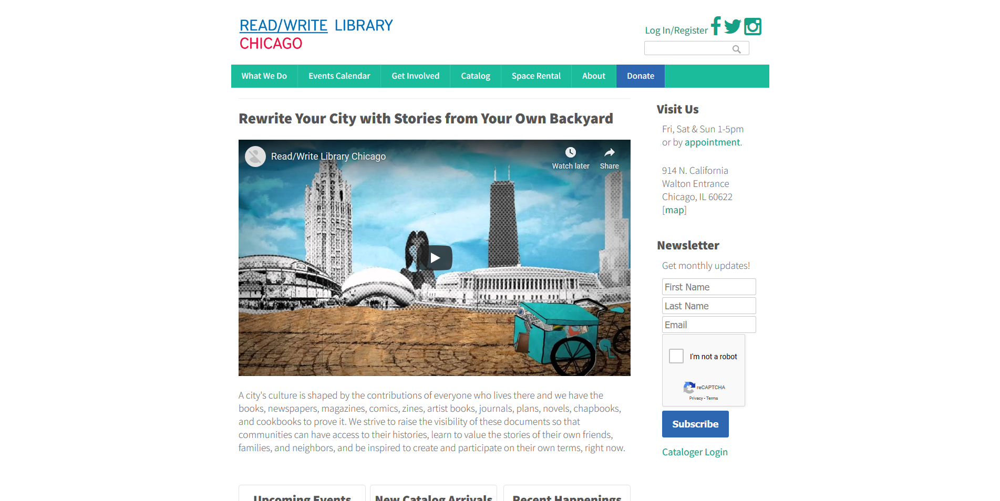 READ/WRITE LIBRARY
CHICAGO
Log In/Register
What We Do
Events Calendar
Get Involved
Catalog
Space Rental
About
Donate
Rewrite Your City with Stories from Your Own Backyard
Read/Write Library Chicago
Watch later
Share
A city's culture is shaped by the contributions of everyone who lives there and we have the
books, newspapers, magazines, comics, zines, artist books, journals, plans, novels, chapbooks,
and cookbooks to prove it. We strive to raise the visibility of these documents so that
communities can have access to their histories, learn to value the stories of their own friends,
families, and neighbors, and be inspired to create and participate on their own terms, right now.
Upcoming Events
New Catalog Arrivals
Recent Happenings
Visit Us
Fri, Sat & Sun 1-5pm
or by appointment.
914 N. California
Walton Entrance
Chicago, IL 60622
[map]
Newsletter
Get monthly updates!
First Name
Last Name
Email
I'm not a robot
reCAPTCHA
Privacy - Terms
Subscribe
Cataloger Login